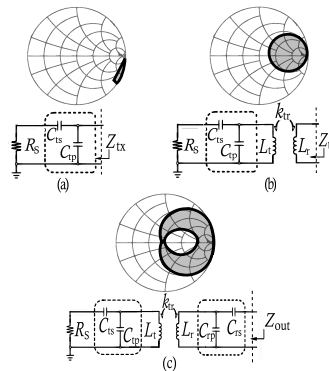 C_ts
R_S
C_tp
Z_tx
(a)
k_tr
C_ts
R_S
C_tp
L_t
L_r
(b)
k_tr
C_ts
R_S
C_tp
L_t
L_r
C_rp
C_rs
Z_out
(c)